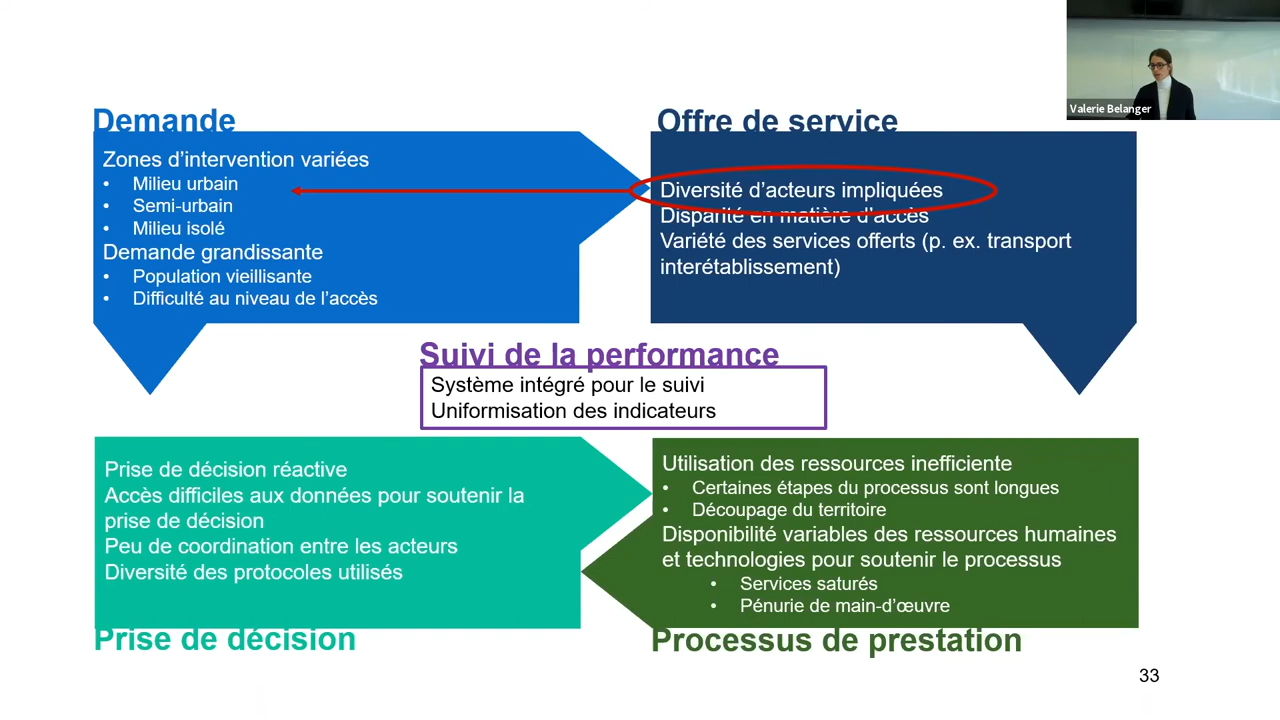 Valerie Belanger
Demande
Zones d'intervention variées
• Milieu urbain
• Semi-urbain
• Milieu isolé
Demande grandissante
• Population vieillisante
• Difficulté au niveau de l'accès
Offre de service
Diversité d'acteurs impliquées
Disparité en matière d'accès
Variété des services offerts (p. ex. transport
interétablissement)
Suivi de la performance
Système intégré pour le suivi
Uniformisation des indicateurs
Prise de décision réactive
Accès difficiles aux données pour soutenir la
prise de décision
Peu de coordination entre les acteurs
Diversité des protocoles utilisés
Prise de décision
Utilisation des ressources inefficiente
• Certaines étapes du processus sont longues
• Découpage du territoire
Disponibilité variables des ressources humaines
et technologies pour soutenir le processus
• Services saturés
• Pénurie de main-d'œuvre
Processus de prestation
33